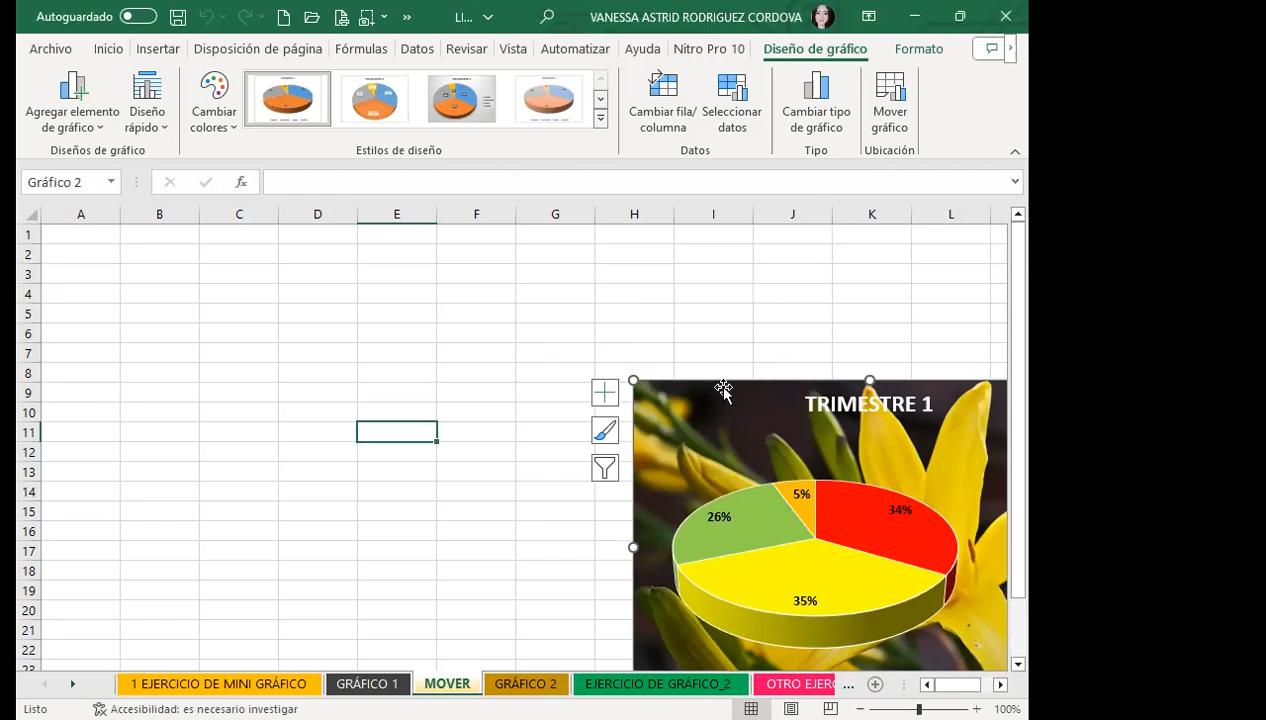 Autoguardado
LI...
VANESSA ASTRID RODRIGUEZ CORDOVA
Archivo Inicio Insertar Disposición de página Fórmulas Datos Revisar Vista Automatizar Ayuda Nitro Pro 10 Diseño de gráfico Formato
Agregar elemento de gráfico
Diseño rápido
Cambiar colores
Cambiar fila/ columna
Seleccionar datos
Cambiar tipo de gráfico
Mover gráfico
Diseños de gráfico Estilos de diseño Datos Tipo Ubicación
Gráfico 2
fx
A B C D E F G H I J K L
1
2
3
4
5
6
7
8
9
10
11
12
13
14
15
16
17
18
19
20
21
22
23
TRIMESTRE 1
5%
34%
26%
35%
1 EJERCICIO DE MINI GRÁFICO GRÁFICO 1 MOVER GRÁFICO 2 EJERCICIO DE GRÁFICO_2 OTRO EJERC ...
Listo Accesibilidad: es necesario investigar 100%